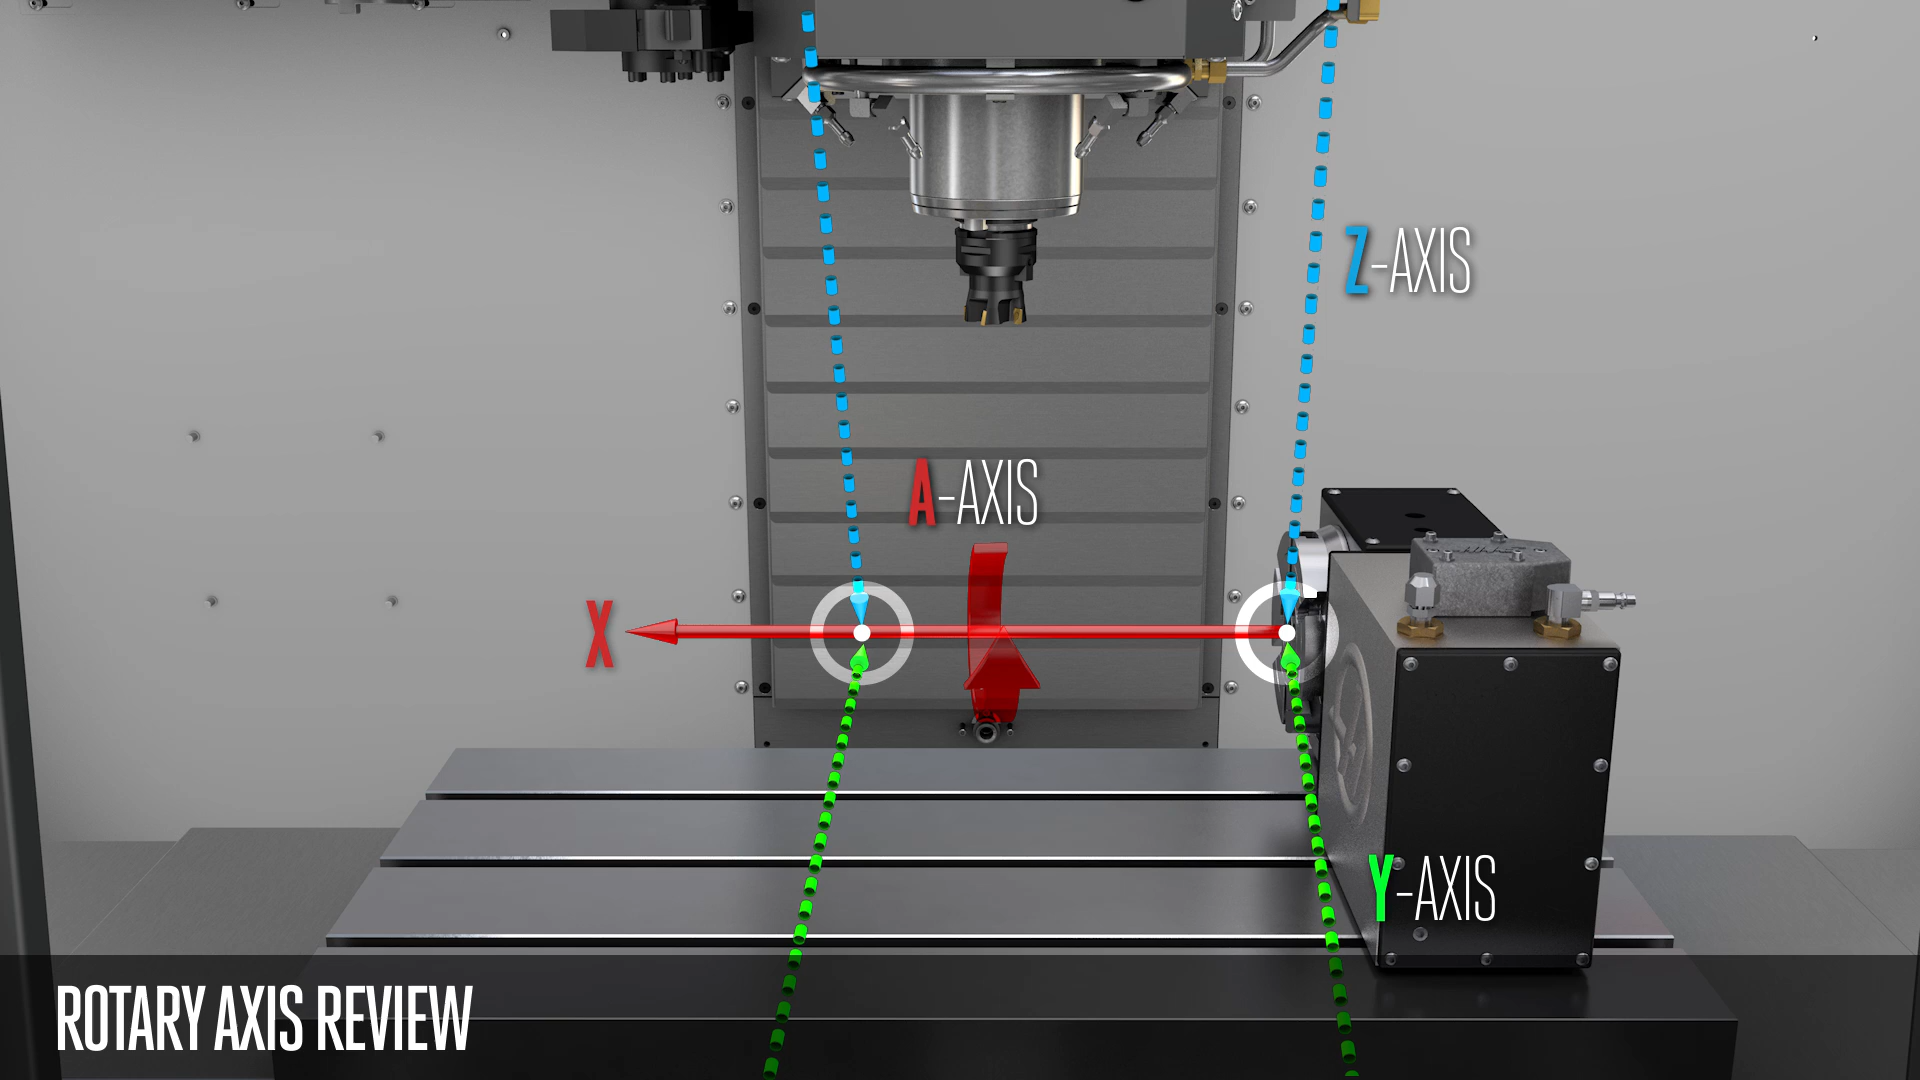 Z-AXIS
A-AXIS
X
Y-AXIS
ROTARY AXIS REVIEW